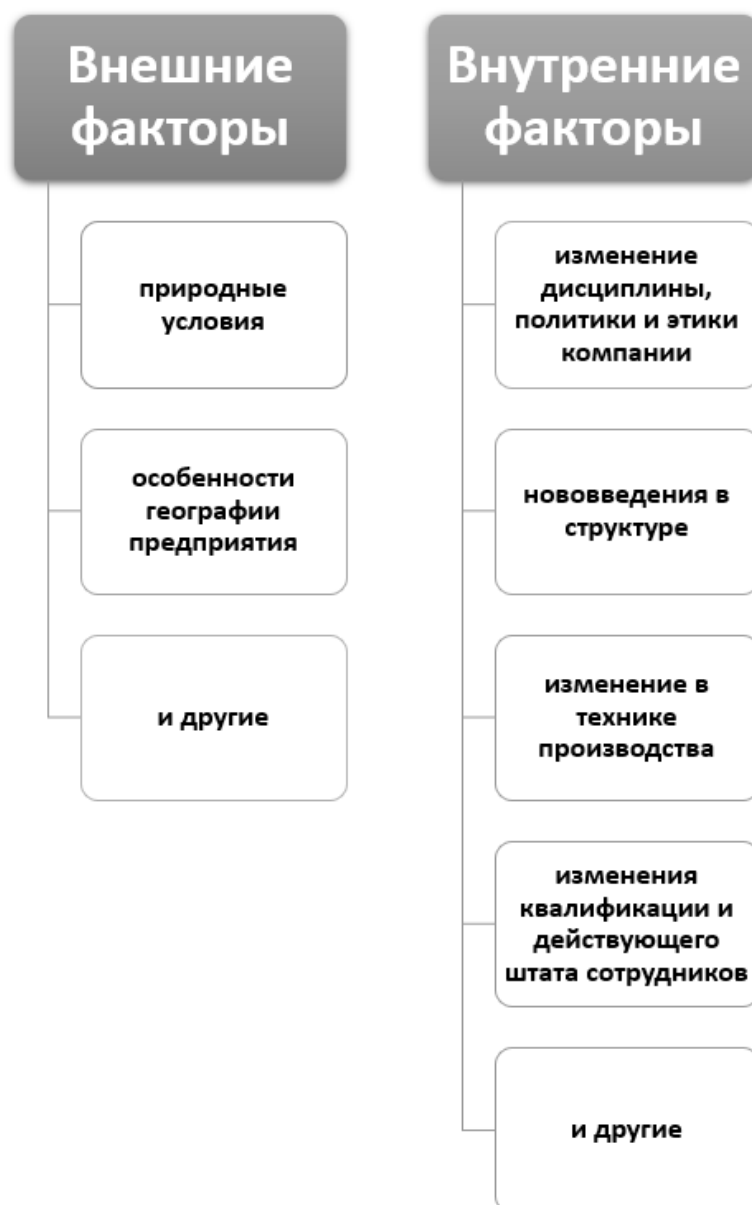 Внешние
факторы
природные
условия
особенности
географии
предприятия
и другие
Внутренние
факторы
изменение
дисциплины,
политики и этики
компании
нововведения в
структуре
изменение в
технике
производства
изменения
квалификации и
действующего
штата сотрудников
и другие